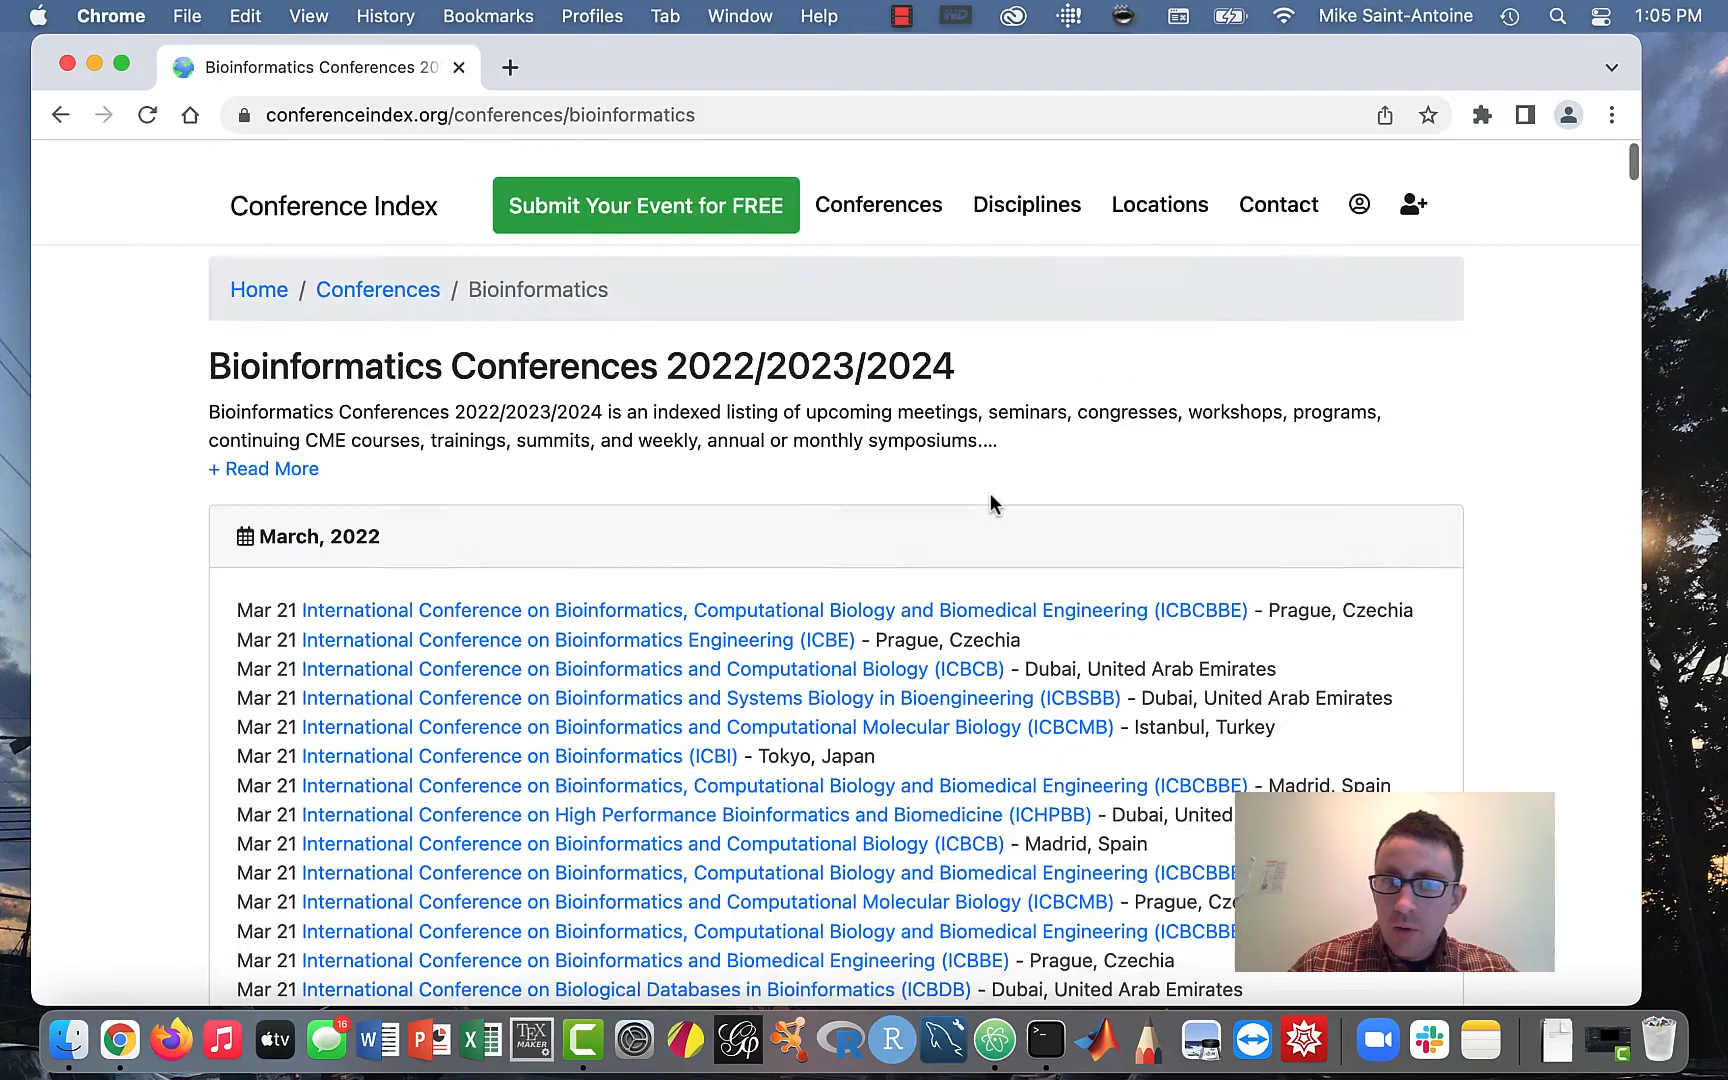 Chrome File Edit View History Bookmarks Profiles Tab Window Help Mike Saint-Antoine 1:05 PM
Bioinformatics Conferences 20
conferenceindex.org/conferences/bioinformatics
Conference Index Submit Your Event for FREE Conferences Disciplines Locations Contact
Home / Conferences / Bioinformatics
Bioinformatics Conferences 2022/2023/2024
Bioinformatics Conferences 2022/2023/2024 is an indexed listing of upcoming meetings, seminars, congresses, workshops, programs,
continuing CME courses, trainings, summits, and weekly, annual or monthly symposiums....
+ Read More
March, 2022
Mar 21 International Conference on Bioinformatics, Computational Biology and Biomedical Engineering (ICBCBBE) - Prague, Czechia
Mar 21 International Conference on Bioinformatics Engineering (ICBE) - Prague, Czechia
Mar 21 International Conference on Bioinformatics and Computational Biology (ICBCB) - Dubai, United Arab Emirates
Mar 21 International Conference on Bioinformatics and Systems Biology in Bioengineering (ICBSBB) - Dubai, United Arab Emirates
Mar 21 International Conference on Bioinformatics and Computational Molecular Biology (ICBCMB) - Istanbul, Turkey
Mar 21 International Conference on Bioinformatics (ICBI) - Tokyo, Japan
Mar 21 International Conference on Bioinformatics, Computational Biology and Biomedical Engineering (ICBCBBE) - Madrid, Spain
Mar 21 International Conference on High Performance Bioinformatics and Biomedicine (ICHPBB) - Dubai, United
Mar 21 International Conference on Bioinformatics and Computational Biology (ICBCB) - Madrid, Spain
Mar 21 International Conference on Bioinformatics, Computational Biology and Biomedical Engineering (ICBCBBE
Mar 21 International Conference on Bioinformatics and Computational Molecular Biology (ICBCMB) - Prague, Cze
Mar 21 International Conference on Bioinformatics, Computational Biology and Biomedical Engineering (ICBCBBE
Mar 21 International Conference on Bioinformatics and Biomedical Engineering (ICBBE) - Prague, Czechia
Mar 21 International Conference on Biological Databases in Bioinformatics (ICBDB) - Dubai, United Arab Emirates
tv 16 W P X TEX MAKER C R R >_